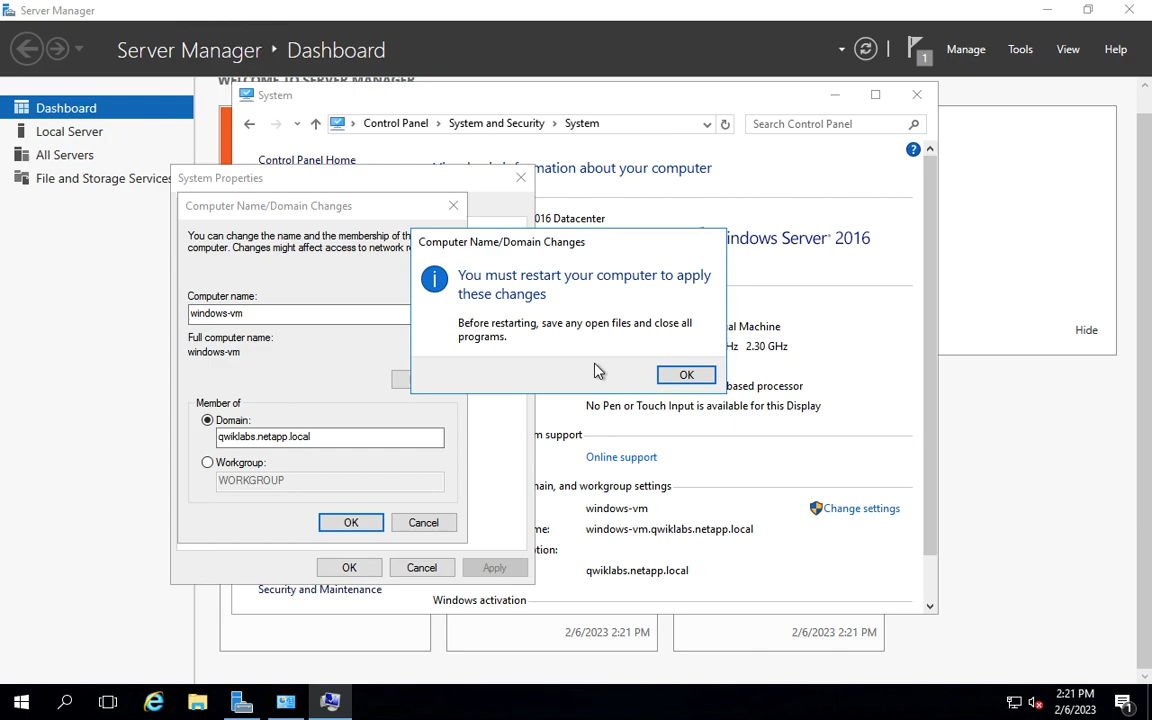 Server Manager
Server Manager ‣ Dashboard
1
Manage
Tools
View
Help
WELCOME TO SERVER MANAGER
Dashboard
Local Server
All Servers
File and Storage Services
System
Control Panel > System and Security > System
Search Control Panel
Control Panel Home
information about your computer
016 Datacenter
indows Server® 2016
al Machine
Hz 2.30 GHz
based processor
No Pen or Touch Input is available for this Display
m support
Online support
main, and workgroup settings
windows-vm
Change settings
me:
windows-vm.qwiklabs.netapp.local
tion:
qwiklabs.netapp.local
Security and Maintenance
Windows activation
System Properties
OK
Cancel
Apply
Computer Name/Domain Changes
You can change the name and the membership of th
computer. Changes might affect access to network r
Computer name:
windows-vm
Full computer name:
windows-vm
Member of
Domain:
qwiklabs.netapp.local
Workgroup:
WORKGROUP
OK
Cancel
Computer Name/Domain Changes
You must restart your computer to apply
these changes
Before restarting, save any open files and close all
programs.
OK
Hide
2/6/2023 2:21 PM
2/6/2023 2:21 PM
2:21 PM
2/6/2023
1